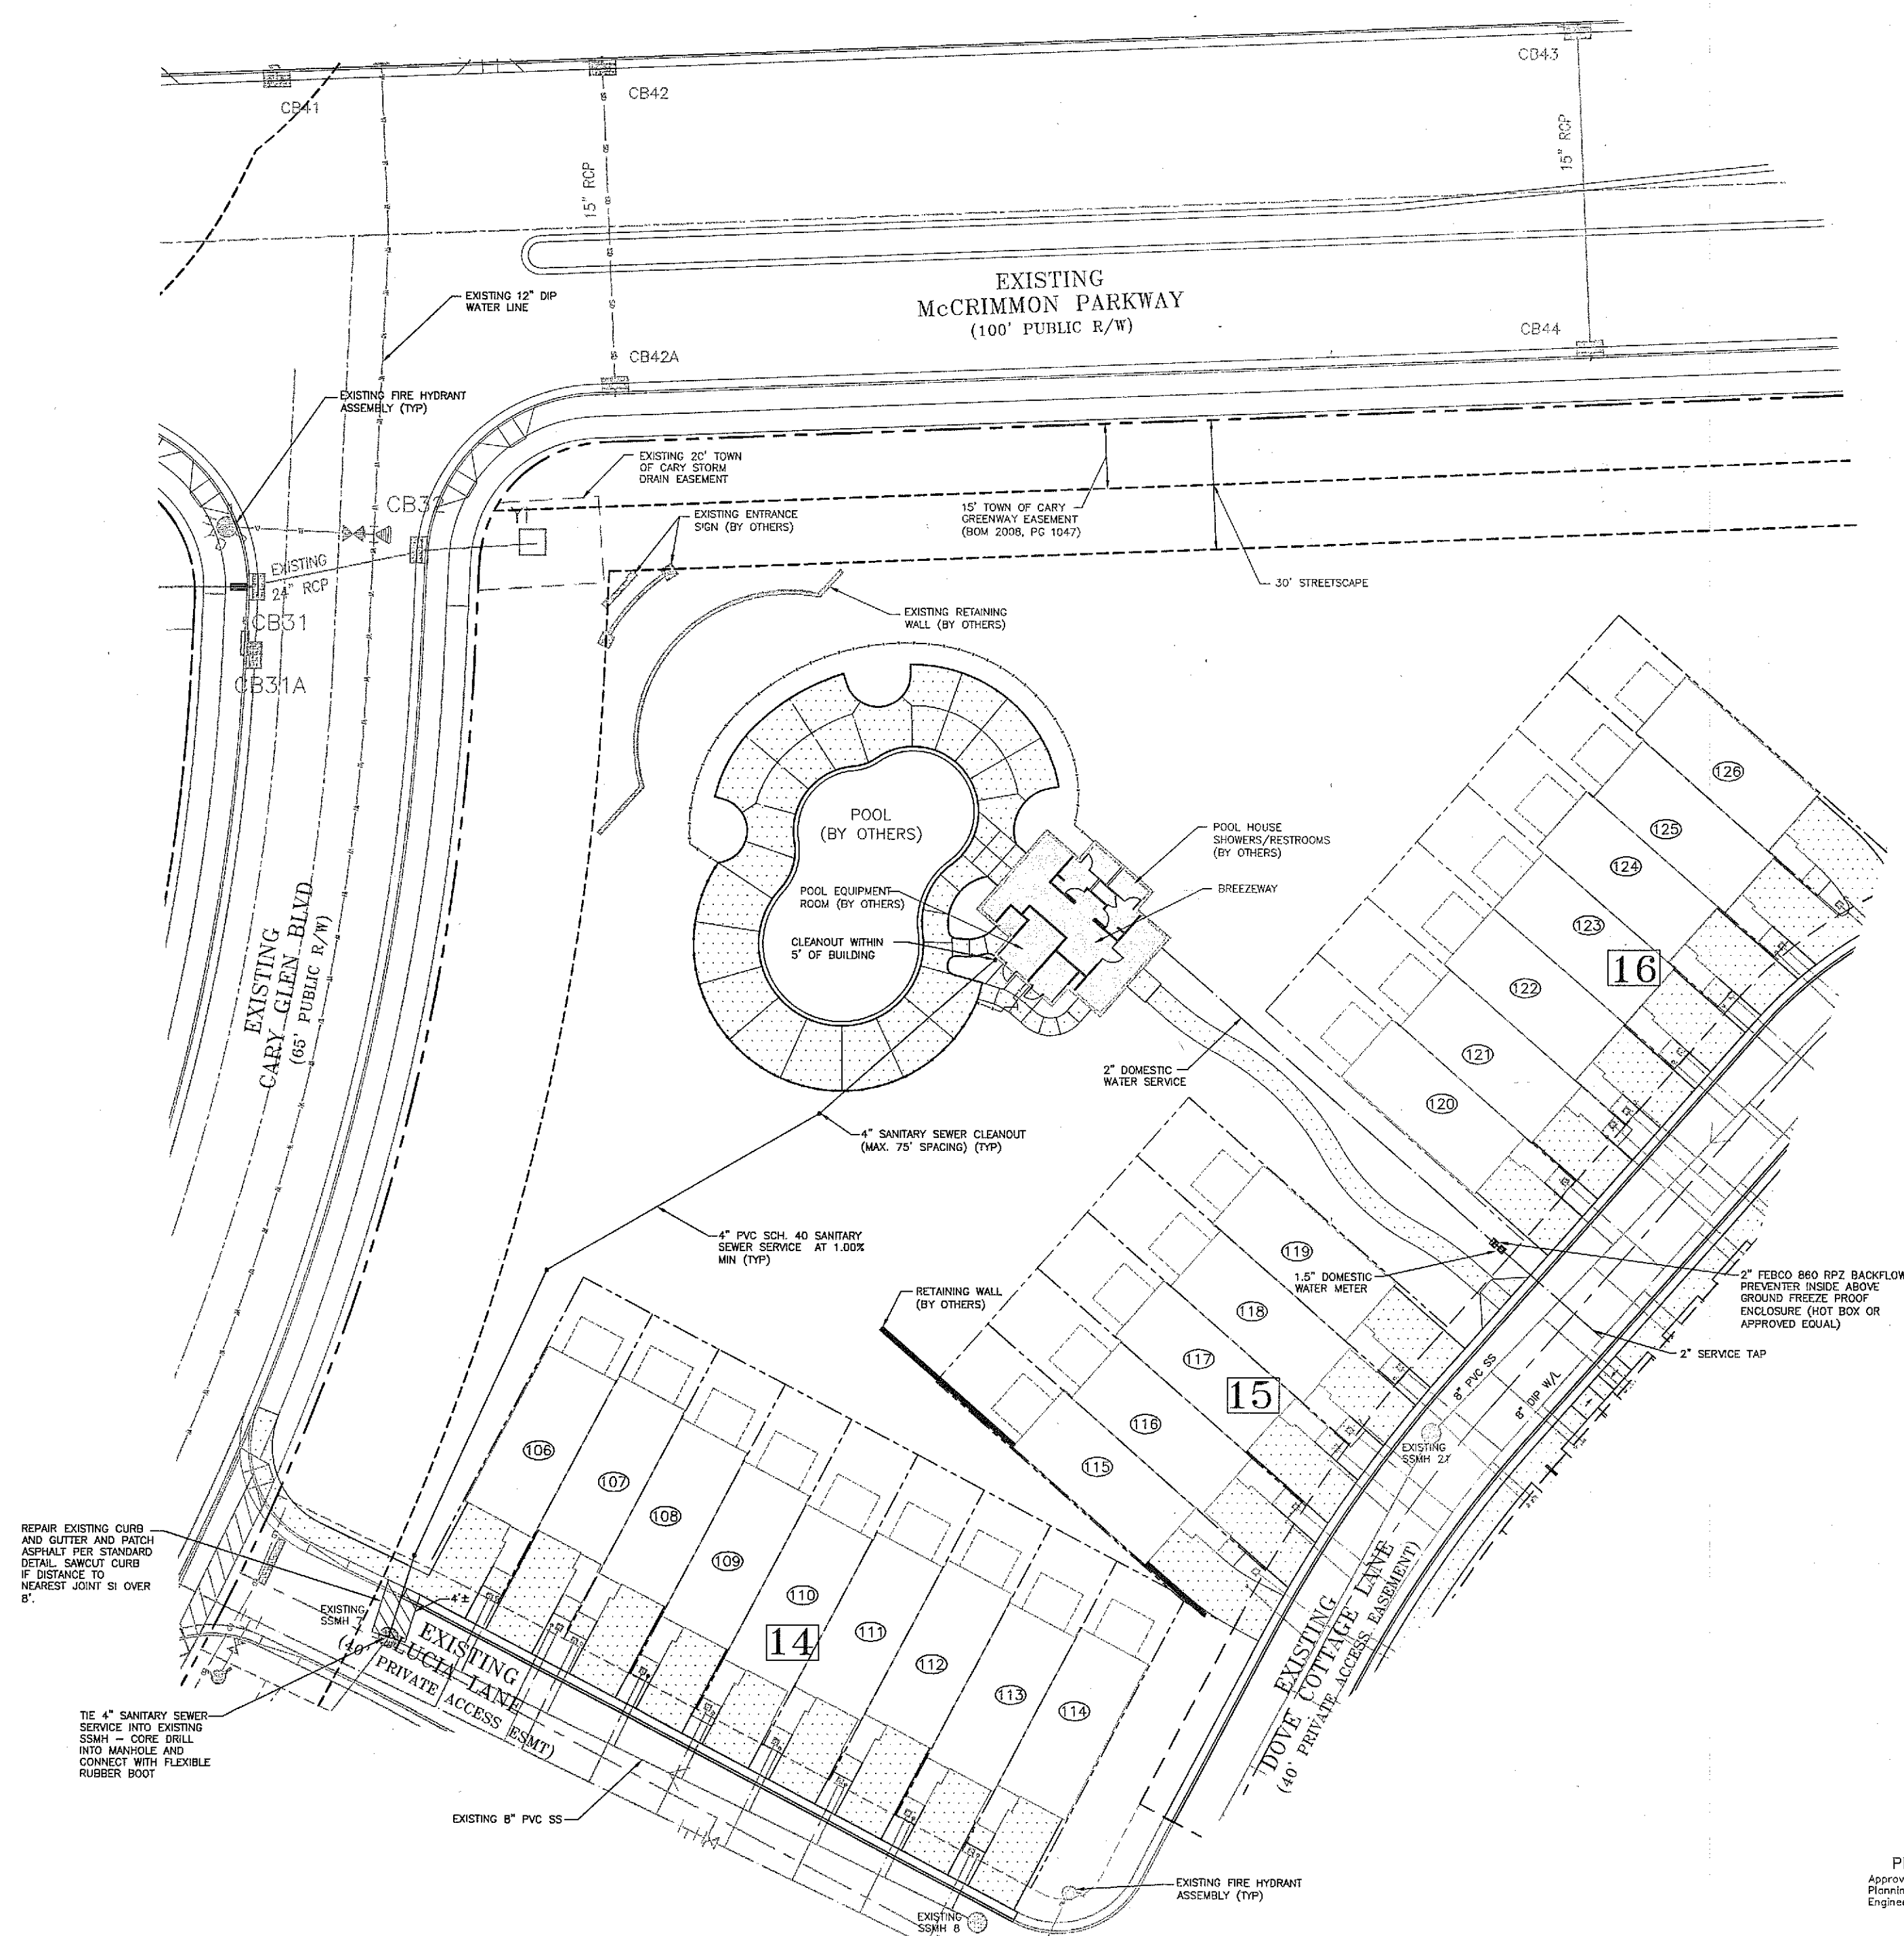 CB41
CB42
CB43
15" RCP
15" RCP
EXISTING
McCRIMMON PARKWAY
(100' PUBLIC R/W)
EXISTING 12" DIP
WATER LINE
CB42A
CB44
EXISTING FIRE HYDRANT
ASSEMBLY (TYP)
EXISTING 20' TOWN
OF CARY STORM
DRAIN EASEMENT
CB32
Y1
EXISTING ENTRANCE
SIGN (BY OTHERS)
15' TOWN OF CARY
GREENWAY EASEMENT
(BOM 2008, PG 1047)
30' STREETSCAPE
EXISTING
24" RCP
CB31
CB31A
EXISTING RETAINING
WALL (BY OTHERS)
POOL
(BY OTHERS)
POOL HOUSE
SHOWERS/RESTROOMS
(BY OTHERS)
BREEZEWAY
POOL EQUIPMENT
ROOM (BY OTHERS)
CLEANOUT WITHIN
5' OF BUILDING
EXISTING
CARY GLEN BLVD
(65' PUBLIC R/W)
126
125
124
123
16
122
121
120
2" DOMESTIC
WATER SERVICE
4" SANITARY SEWER CLEANOUT
(MAX. 75' SPACING) (TYP)
4" PVC SCH. 40 SANITARY
SEWER SERVICE AT 1.00%
MIN (TYP)
119
118
117
15
116
115
1.5" DOMESTIC
WATER METER
2" FEBCO 860 RPZ BACKFLOW
PREVENTER INSIDE ABOVE
GROUND FREEZE PROOF
ENCLOSURE (HOT BOX OR
APPROVED EQUAL)
2" SERVICE TAP
RETAINING WALL
(BY OTHERS)
8" PVC SS
8" DIP W/L
EXISTING
SSMH 21
106
107
108
109
110
14
111
112
113
114
REPAIR EXISTING CURB
AND GUTTER AND PATCH
ASPHALT PER STANDARD
DETAIL. SAWCUT CURB
IF DISTANCE TO
NEAREST JOINT SI OVER
8'.
EXISTING
SSMH 7
4'±
EXISTING
LUCIA LANE
(40' PRIVATE ACCESS ESMT)
EXISTING
DOVE COTTAGE LANE
(40' PRIVATE ACCESS EASEMENT)
TIE 4" SANITARY SEWER
SERVICE INTO EXISTING
SSMH – CORE DRILL
INTO MANHOLE AND
CONNECT WITH FLEXIBLE
RUBBER BOOT
EXISTING 8" PVC SS
EXISTING FIRE HYDRANT
ASSEMBLY (TYP)
EXISTING
SSMH 8